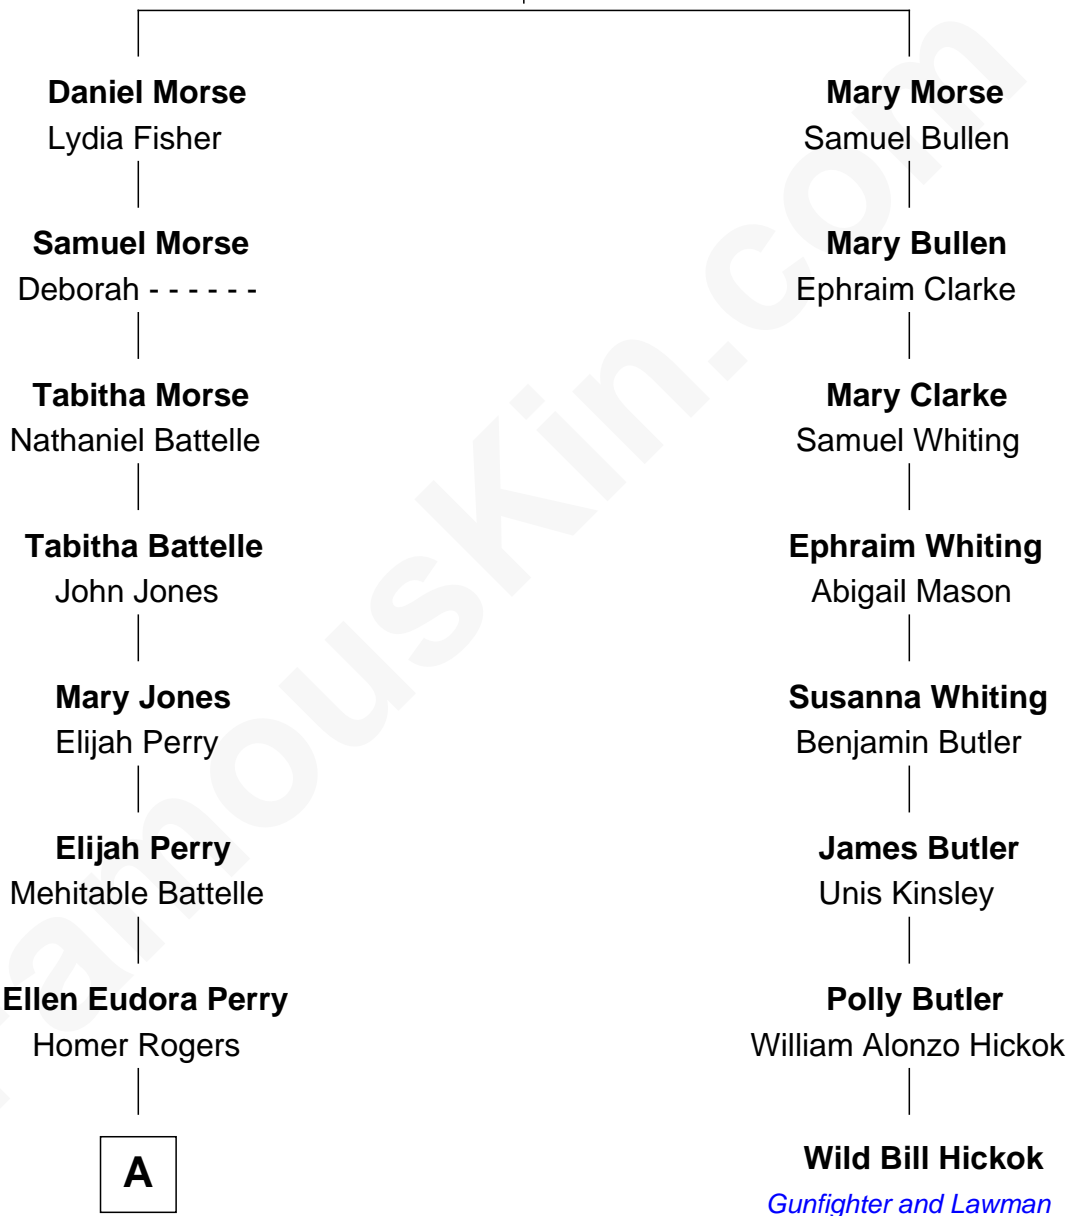 Daniel Morse
Lydia Fisher
Samuel Morse
Deborah - - - - - -
Tabitha Morse
Nathaniel Battelle
Tabitha Battelle
John Jones
Mary Jones
Elijah Perry
Elijah Perry
Mehitable Battelle
Ellen Eudora Perry
Homer Rogers
A
Mary Morse
Samuel Bullen
Mary Bullen
Ephraim Clarke
Mary Clarke
Samuel Whiting
Ephraim Whiting
Abigail Mason
Susanna Whiting
Benjamin Butler
James Butler
Unis Kinsley
Polly Butler
William Alonzo Hickok
Wild Bill Hickok
Gunfighter and Lawman
FamousKin.com